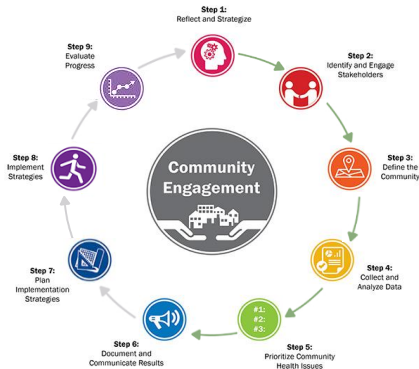 Step 1:
Reflect and Strategize
Step 2:
Identify and Engage
Stakeholders
Step 3:
Define the
Community
Step 4:
Collect and
Analyze Data
#1:
#2:
#3:
Step 5:
Prioritize Community
Health Issues
Step 6:
Document and
Communicate Results
Step 7:
Plan
Implementation
Strategies
Step 8:
Implement
Strategies
Step 9:
Evaluate
Progress
Community
Engagement